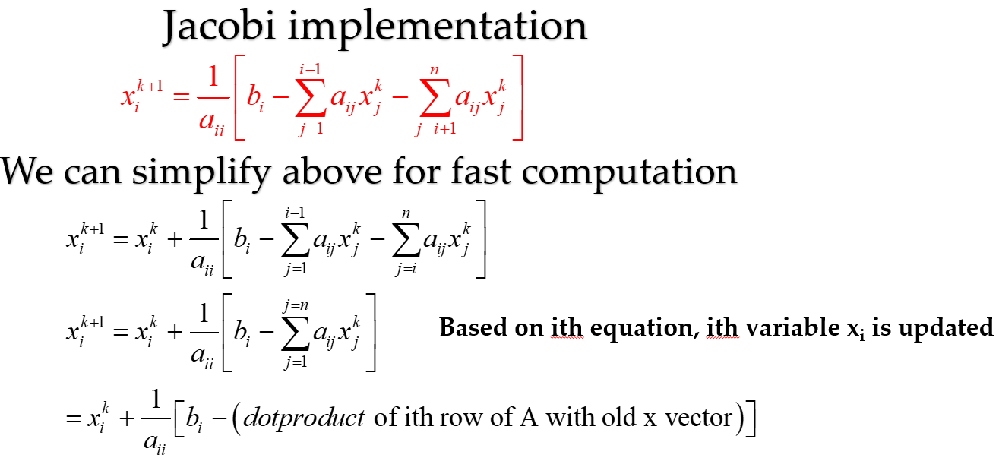 Jacobi implementation
$x_i^{k+1} = \frac{1}{a_{ii}} \left[ b_i - \sum_{j=1}^{i-1} a_{ij} x_j^k - \sum_{j=i+1}^{n} a_{ij} x_j^k \right]$
We can simplify above for fast computation
$x_i^{k+1} = x_i^k + \frac{1}{a_{ii}} \left[ b_i - \sum_{j=1}^{i-1} a_{ij} x_j^k - \sum_{j=i}^{n} a_{ij} x_j^k \right]$
$x_i^{k+1} = x_i^k + \frac{1}{a_{ii}} \left[ b_i - \sum_{j=1}^{j=n} a_{ij} x_j^k \right]$ Based on ith equation, ith variable $x_i$ is updated
$= x_i^k + \frac{1}{a_{ii}} \left[ b_i - \left( dotproduct \text{ of ith row of A with old x vector} \right) \right]$